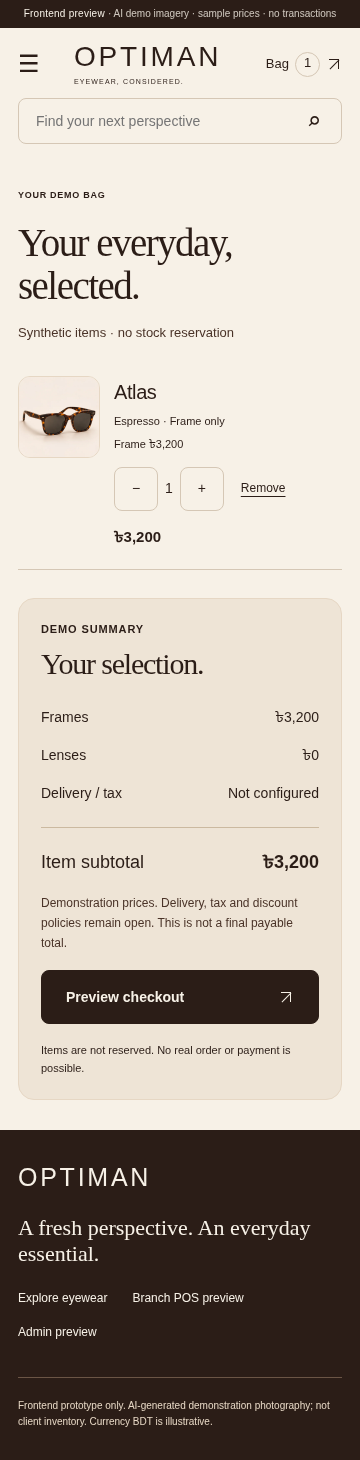 Frontend preview · AI demo imagery · sample prices · no transactions
OPTIMAN
EYEWEAR, CONSIDERED.
Bag 1
Find your next perspective
YOUR DEMO BAG
Your everyday,
selected.
Synthetic items · no stock reservation
Atlas
Espresso · Frame only
Frame ৳3,200
− 1 + Remove
৳3,200
DEMO SUMMARY
Your selection.
Frames ৳3,200
Lenses ৳0
Delivery / tax Not configured
Item subtotal ৳3,200
Demonstration prices. Delivery, tax and discount
policies remain open. This is not a final payable
total.
Preview checkout
Items are not reserved. No real order or payment is
possible.
OPTIMAN
A fresh perspective. An everyday
essential.
Explore eyewear Branch POS preview
Admin preview
Frontend prototype only. AI-generated demonstration photography; not
client inventory. Currency BDT is illustrative.